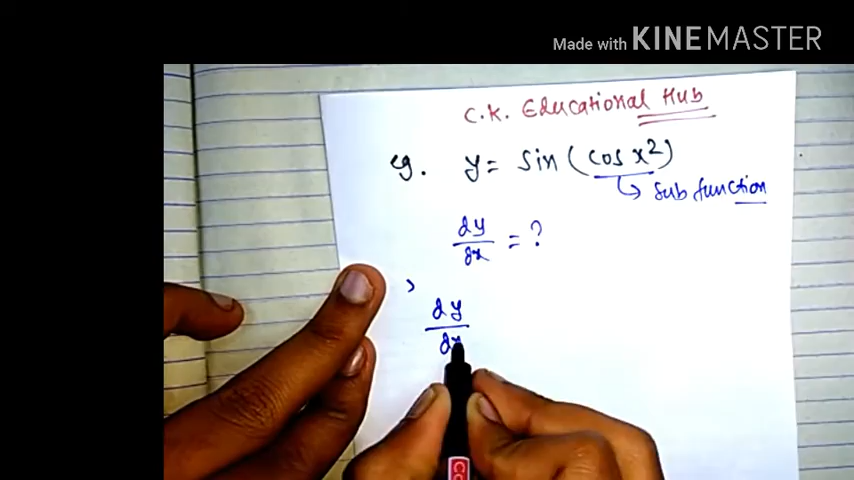 Made with KINEMASTER
C.K. Educational Hub
eg. y = sin (cos x²)
Sub function
dy/dx = ?
dy/dx